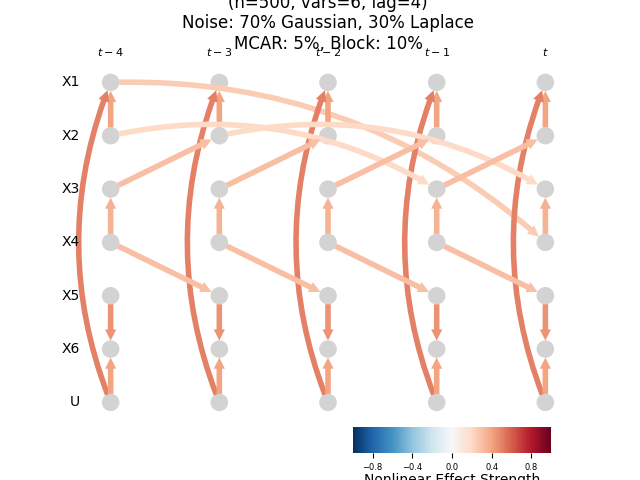 (n=500, vars=6, lag=4)
Noise: 70% Gaussian, 30% Laplace
MCAR: 5%, Block: 10%
t − 4 t − 3 t − 2 t − 1 t
X1
X2
X3
X4
X5
X6
U
−0.8 −0.4 0.0 0.4 0.8
Nonlinear Effect Strength